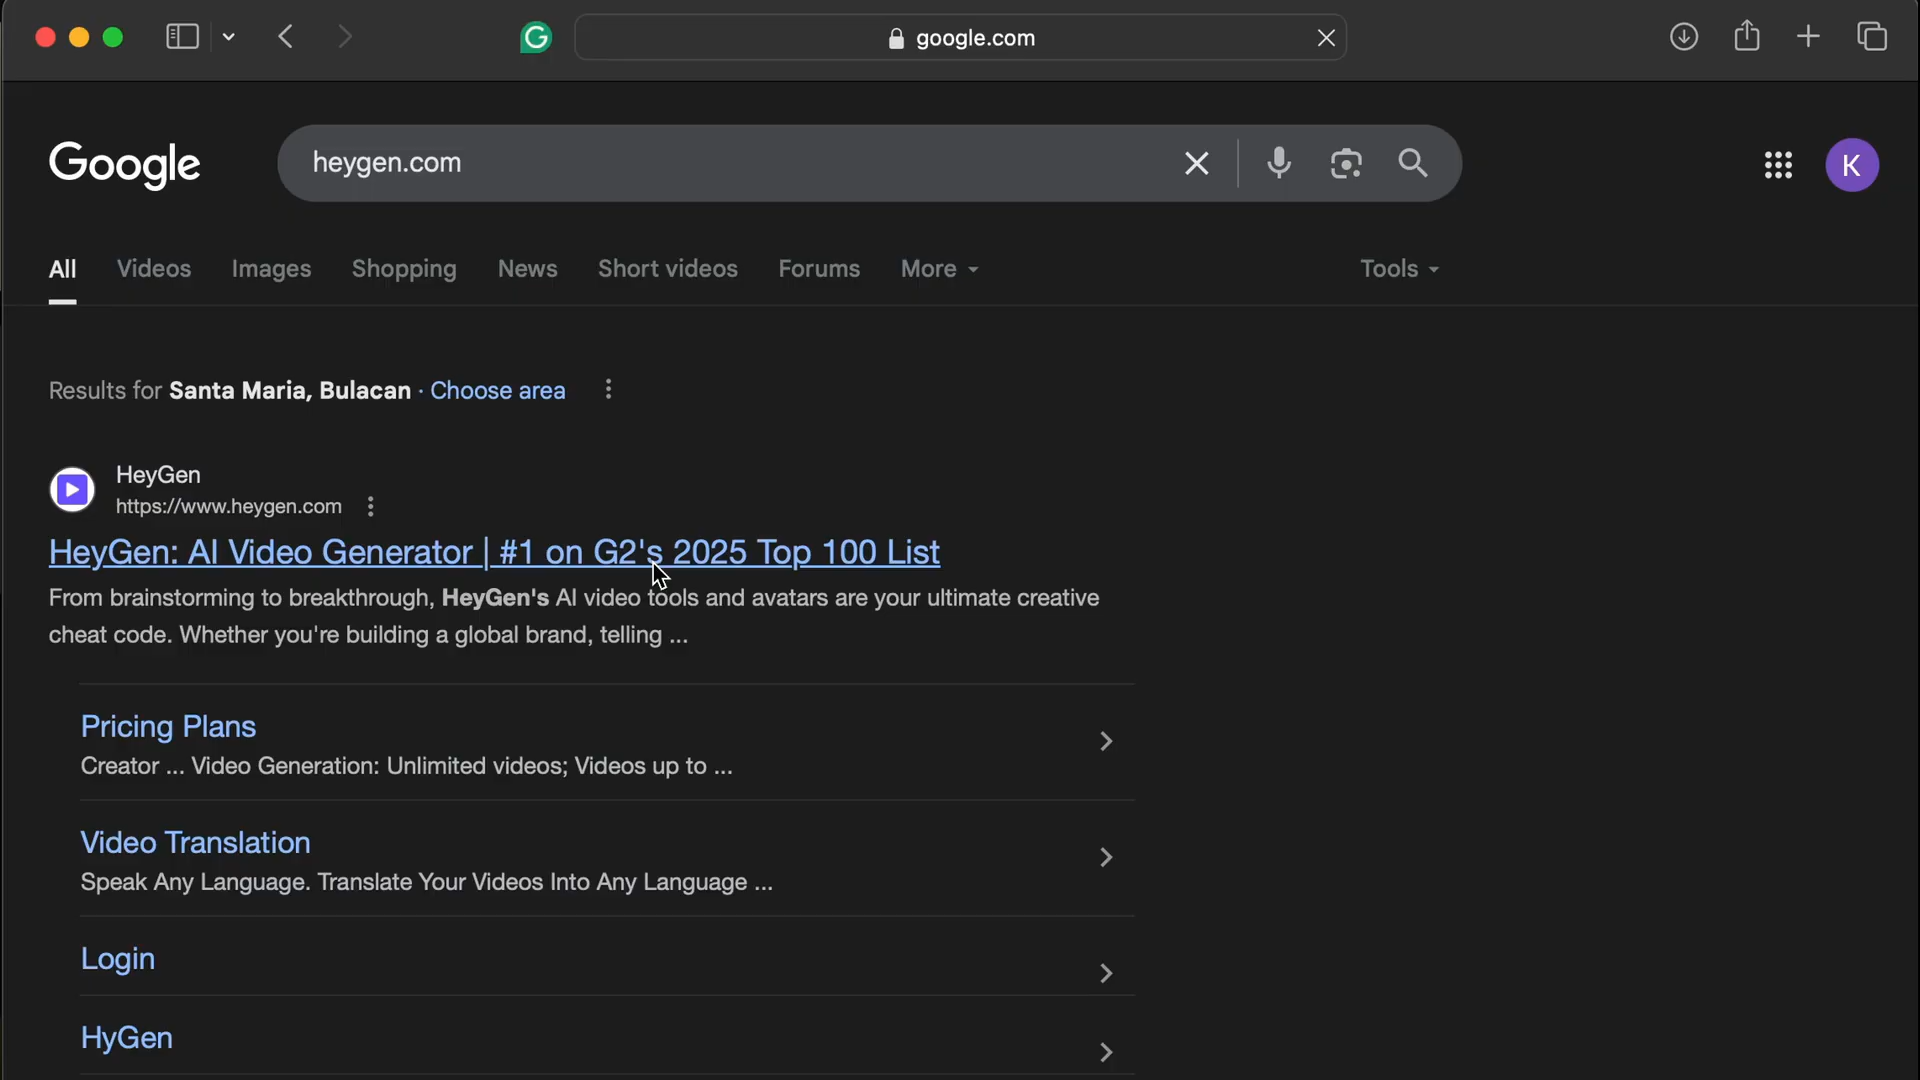 google.com
Google
heygen.com
K
All
Videos
Images
Shopping
News
Short videos
Forums
More
Tools
Results for Santa Maria, Bulacan · Choose area
HeyGen
https://www.heygen.com
HeyGen: AI Video Generator | #1 on G2's 2025 Top 100 List
From brainstorming to breakthrough, HeyGen's AI video tools and avatars are your ultimate creative
cheat code. Whether you're building a global brand, telling ...
Pricing Plans
Creator ... Video Generation: Unlimited videos; Videos up to ...
Video Translation
Speak Any Language. Translate Your Videos Into Any Language ...
Login
HyGen